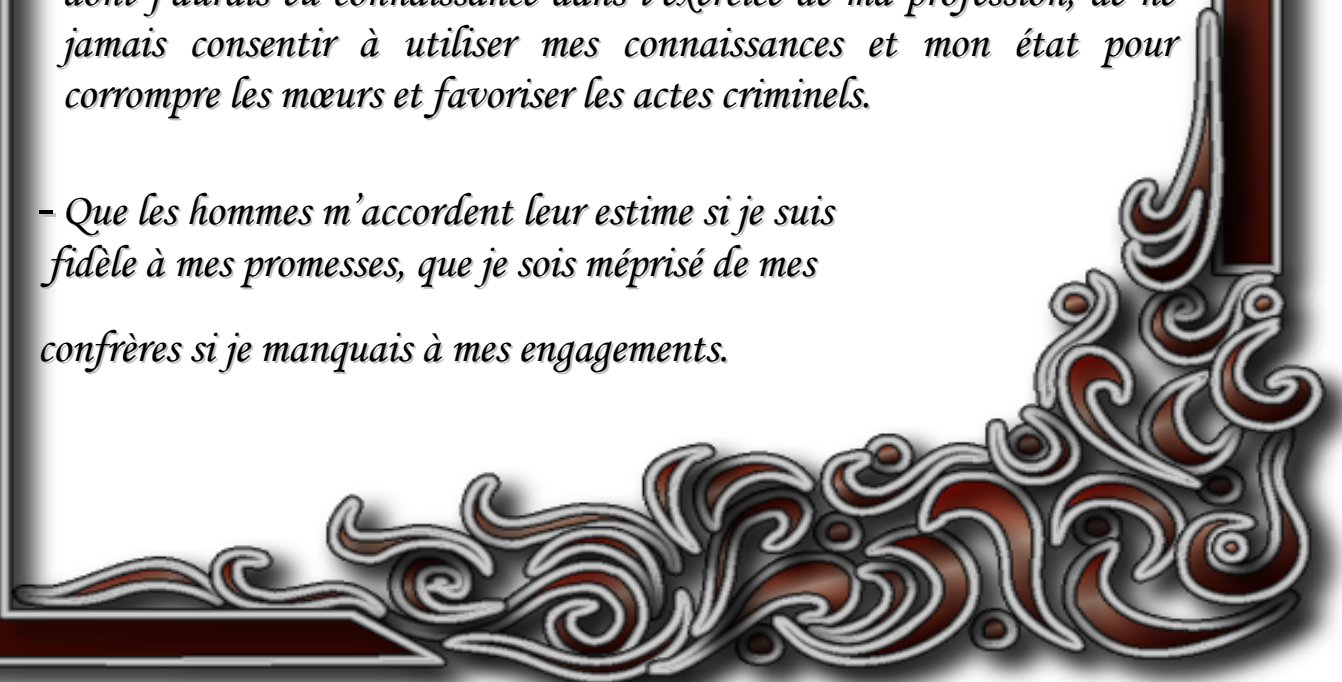 dont j'aurais eu connaissance dans l'exercice de ma profession, de ne
jamais consentir à utiliser mes connaissances et mon état pour
corrompre les mœurs et favoriser les actes criminels.
- Que les hommes m'accordent leur estime si je suis
fidèle à mes promesses, que je sois méprisé de mes
confrères si je manquais à mes engagements.